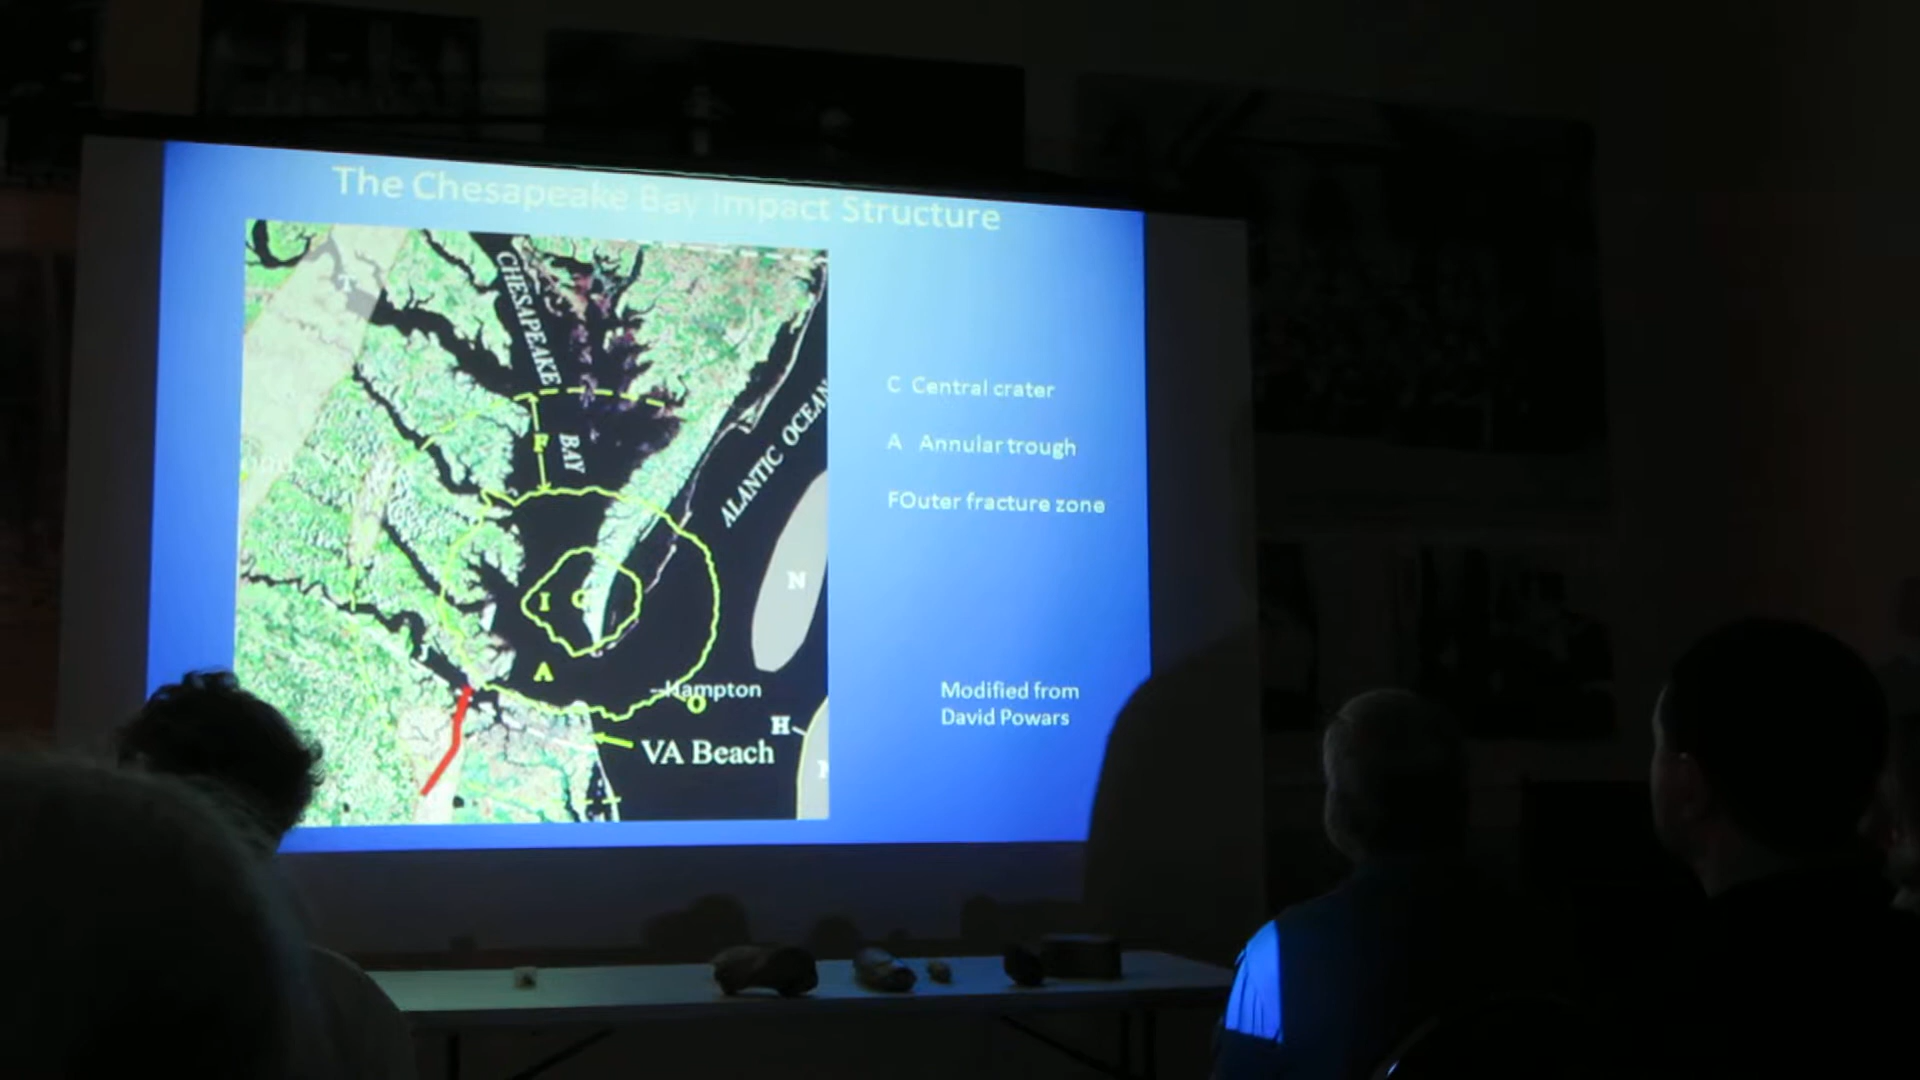 The Chesapeake Bay Impact Structure
CHESAPEAKE
BAY
ALANTIC OCEAN
F
N
I
C
A
--Hampton
O
H
VA Beach
C Central crater
A Annular trough
FOuter fracture zone
Modified from
David Powars